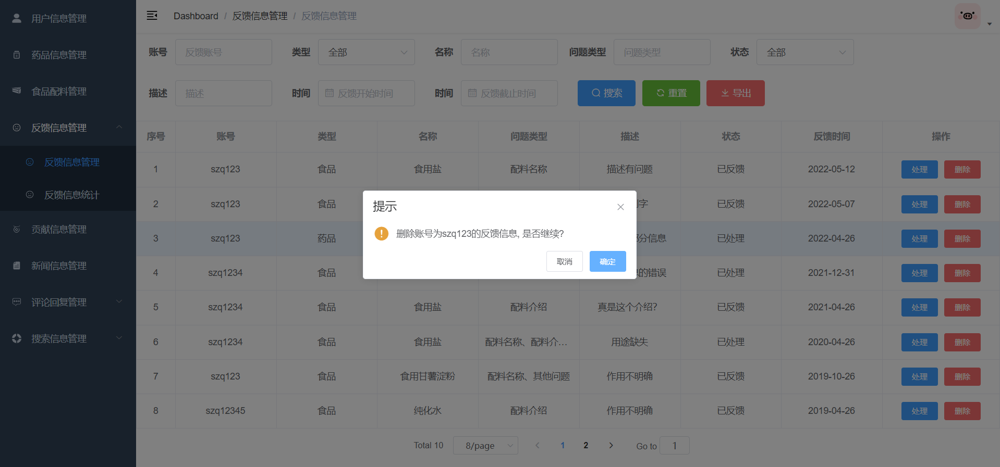 用户信息管理
药品信息管理
食品配料管理
反馈信息管理
反馈信息管理
反馈信息统计
贡献信息管理
新闻信息管理
评论回复管理
搜索信息管理
Dashboard / 反馈信息管理 / 反馈信息管理
账号 反馈账号 类型 全部 名称 名称 问题类型 问题类型 状态 全部
描述 描述 时间 反馈开始时间 时间 反馈截止时间 搜索 重置 导出
序号 账号 类型 名称 问题类型 描述 状态 反馈时间 操作
1 szq123 食品 食用盐 配料名称 描述有问题 已反馈 2022-05-12 处理 删除
2 szq123 食品 字 已反馈 2022-05-07 处理 删除
3 szq123 药品 分信息 已处理 2022-04-26 处理 删除
4 szq1234 食品 的错误 已处理 2021-12-31 处理 删除
5 szq1234 食品 食用盐 配料介绍 真是这个介绍? 已反馈 2021-04-26 处理 删除
6 szq1234 食品 食用盐 配料名称、配料介... 用途缺失 已处理 2020-04-26 处理 删除
7 szq123 食品 食用甘薯淀粉 配料名称、其他问题 作用不明确 已反馈 2019-10-26 处理 删除
8 szq12345 食品 纯化水 配料介绍 作用不明确 已反馈 2019-04-26 处理 删除
提示
删除账号为szq123的反馈信息, 是否继续?
取消 确定
Total 10 8/page 1 2 Go to 1